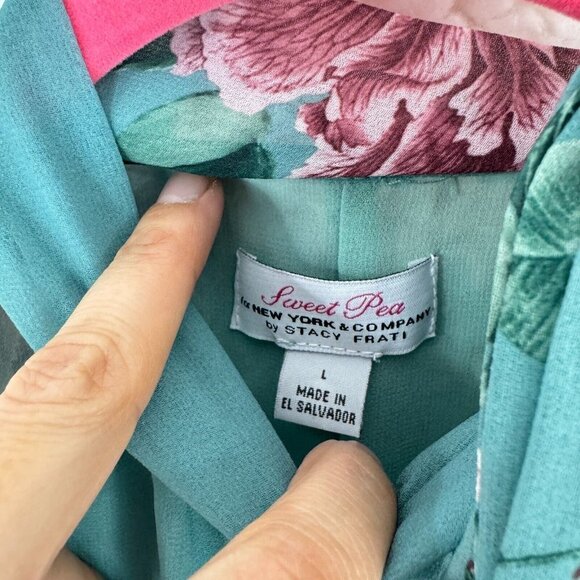 Sweet Pea
for NEW YORK & COMPANY
by STACY FRATI
L
MADE IN
EL SALVADOR